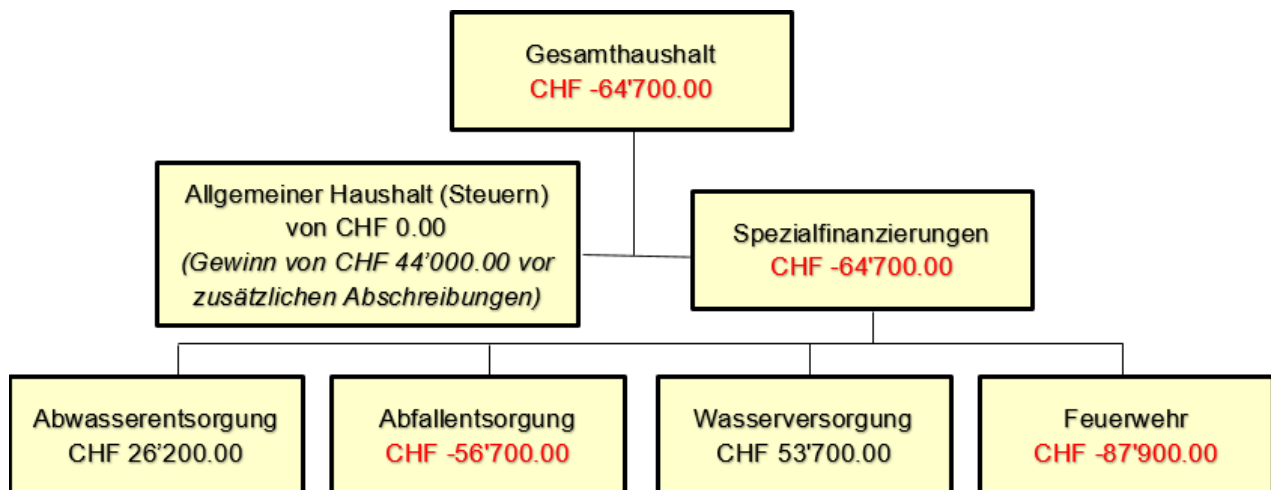 Gesamthaushalt
CHF -64'700.00
Allgemeiner Haushalt (Steuern)
von CHF 0.00
(Gewinn von CHF 44’000.00 vor
zusätzlichen Abschreibungen)
Spezialfinanzierungen
CHF -64'700.00
Abwasserentsorgung
CHF 26’200.00
Abfallentsorgung
CHF -56'700.00
Wasserversorgung
CHF 53'700.00
Feuerwehr
CHF -87'900.00